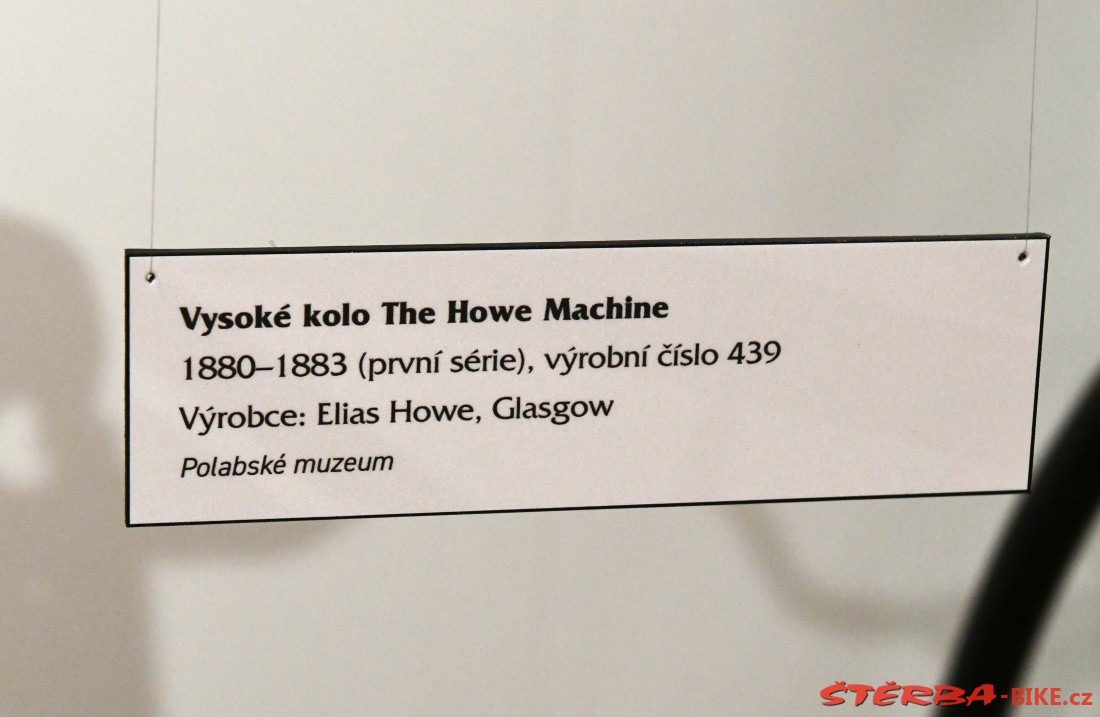 Vysoké kolo The Howe Machine
1880–1883 (první série), výrobní číslo 439
Výrobce: Elias Howe, Glasgow
Polabské muzeum
ŠTĚRBA-BIKE.cz